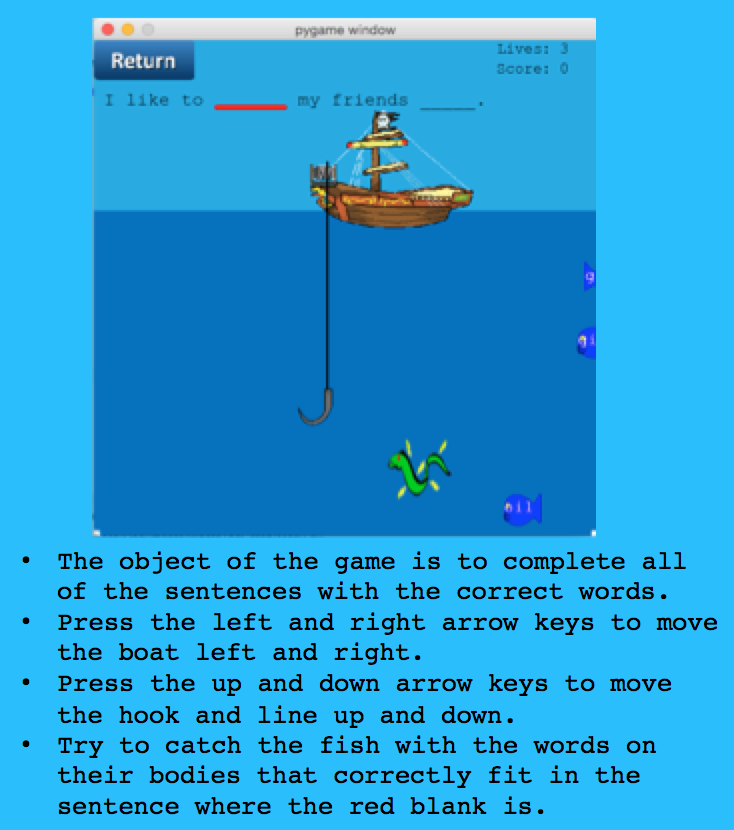 pygame window
Return
Lives: 3
Score: 0
I like to _____ my friends _____.
• The object of the game is to complete all
of the sentences with the correct words.
• Press the left and right arrow keys to move
the boat left and right.
• Press the up and down arrow keys to move
the hook and line up and down.
• Try to catch the fish with the words on
their bodies that correctly fit in the
sentence where the red blank is.